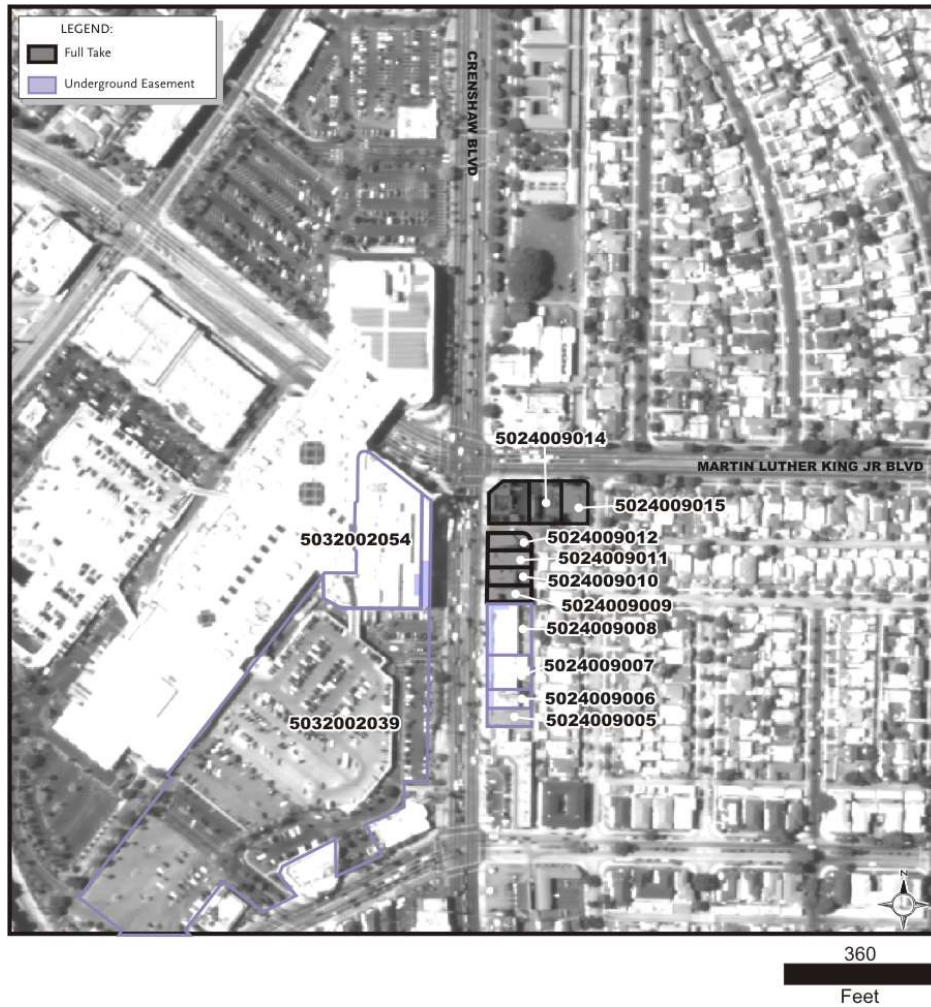 LEGEND:
Full Take
Underground Easement
CRENSHAW BLVD
5024009014
MARTIN LUTHER KING JR BLVD
5024009015
5024009012
5032002054
5024009011
5024009010
5024009009
5024009008
5024009007
5024009006
5032002039
5024009005
N
360
Feet